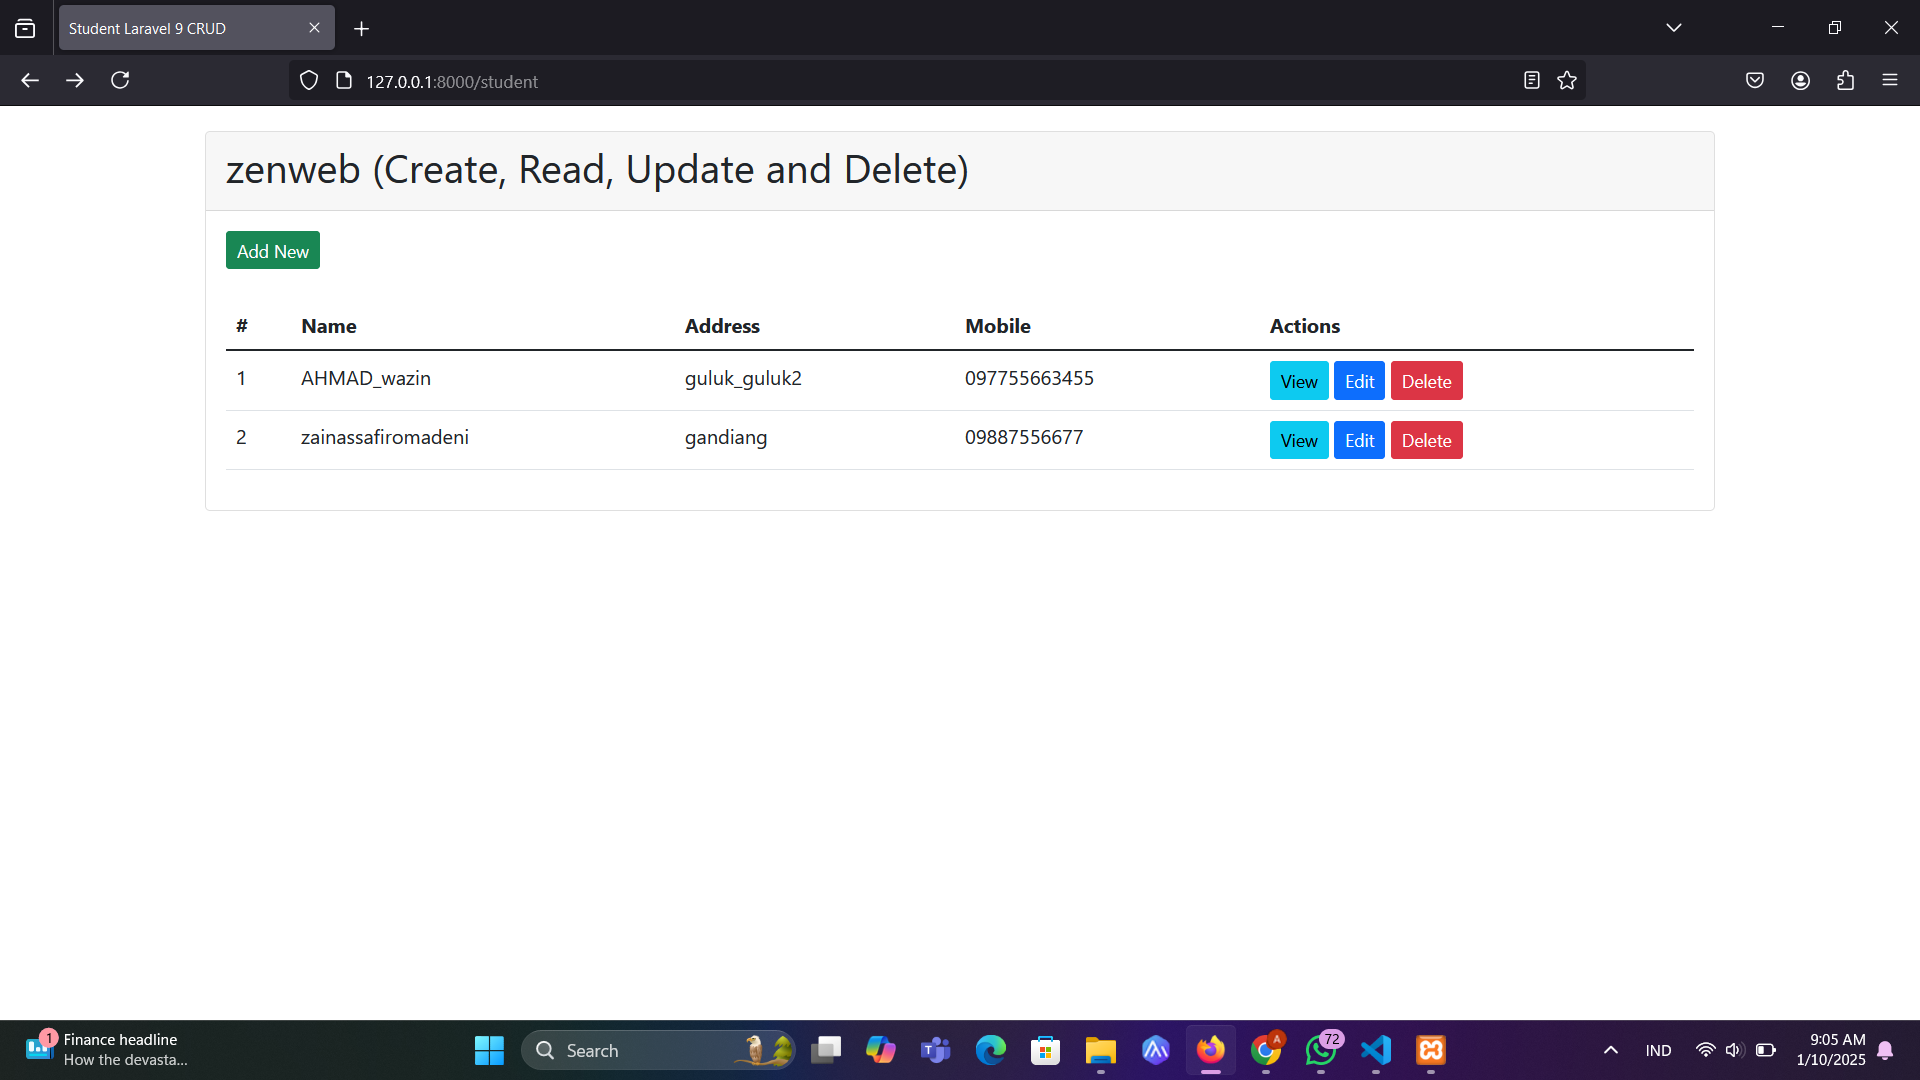 Student Laravel 9 CRUD
127.0.0.1:8000/student
zenweb (Create, Read, Update and Delete)
Add New
# Name Address Mobile Actions
1 AHMAD_wazin guluk_guluk2 097755663455 View Edit Delete
2 zainassafiromadeni gandiang 09887556677 View Edit Delete
1 Finance headline
How the devasta...
Search
T
A
72
IND
9:05 AM
1/10/2025